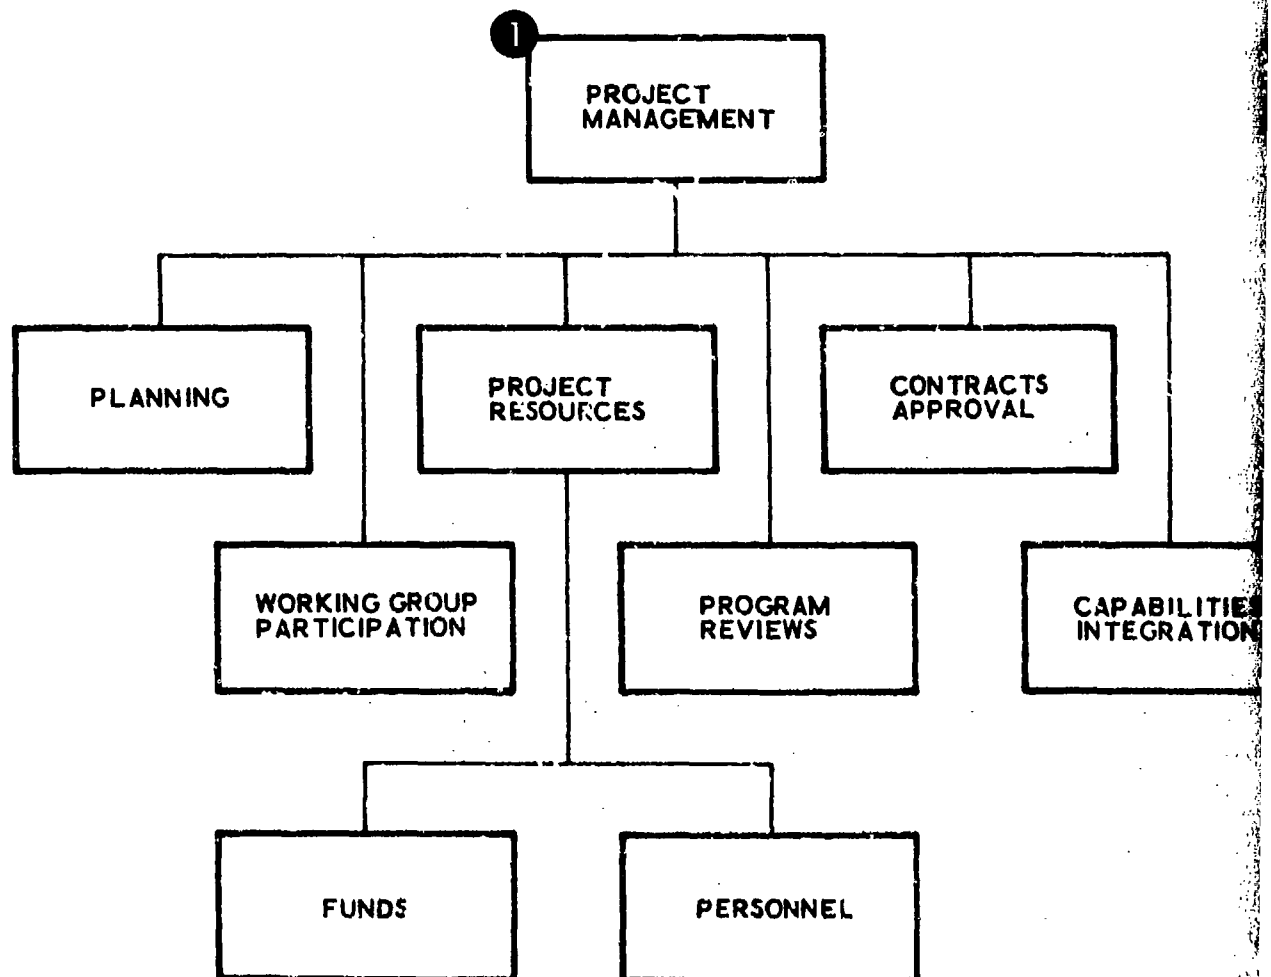 1
PROJECT
MANAGEMENT
PLANNING
PROJECT
RESOURCES
CONTRACTS
APPROVAL
WORKING GROUP
PARTICIPATION
PROGRAM
REVIEWS
CAPABILITIES
INTEGRATION
FUNDS
PERSONNEL